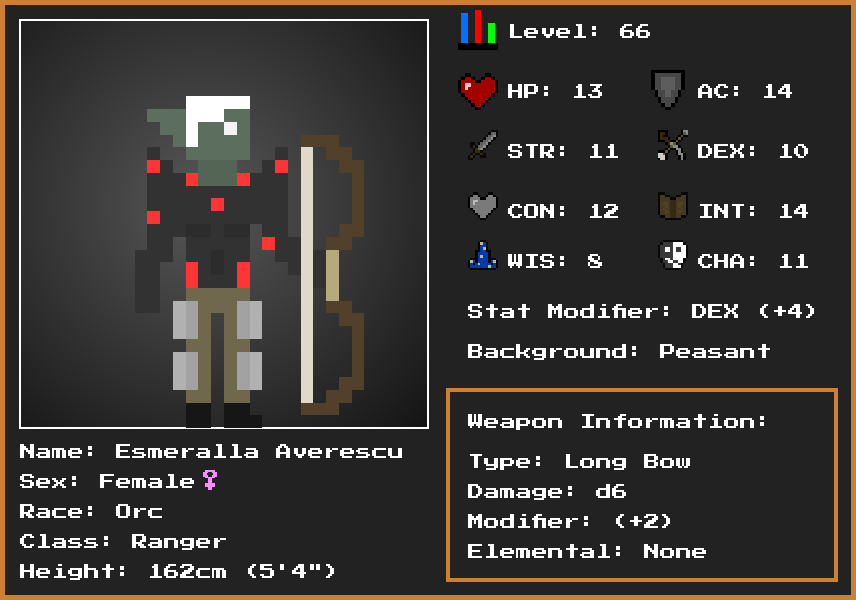 Level: 66
HP: 13 AC: 14
STR: 11 DEX: 10
CON: 12 INT: 14
WIS: 8 CHA: 11
Stat Modifier: DEX (+4)
Background: Peasant
Weapon Information:
Type: Long Bow
Damage: d6
Modifier: (+2)
Elemental: None
Name: Esmeralla Averescu
Sex: Female♀
Race: Orc
Class: Ranger
Height: 162cm (5'4")